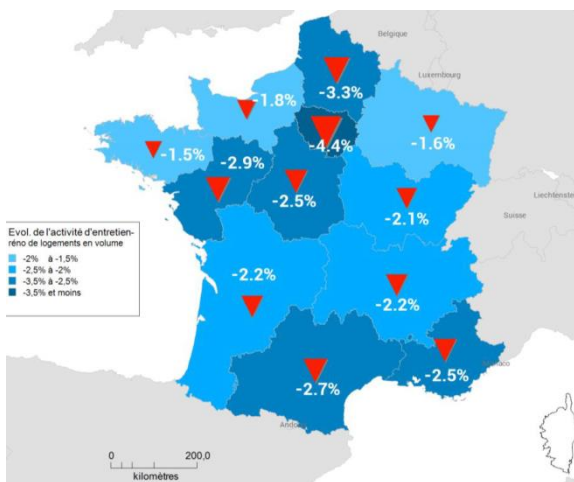 Belgique
Luxembourg
-3.3%
-1.8%
-4.4%
-1.6%
-1.5%
-2.9%
-2.5%
-2.1%
Liechtenste
Suisse
Evol. de l'activité d'entretien-
réno de logements en volume
-2% à -1,5%
-2,5% à -2%
-3,5% à -2,5%
-3,5% et moins
-2.2%
-2.2%
-2.5%
-2.7%
0 200,0
kilomètres